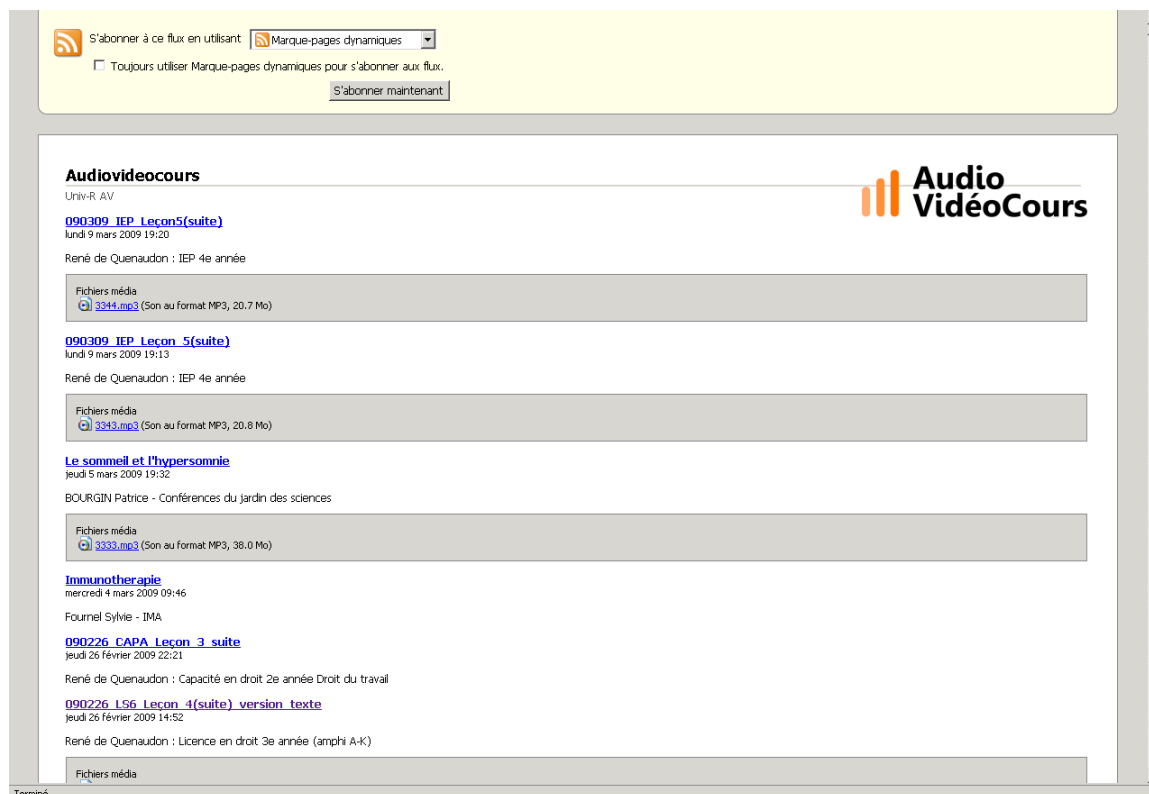 S'abonner à ce flux en utilisant Marque-pages dynamiques
Toujours utiliser Marque-pages dynamiques pour s'abonner aux flux.
S'abonner maintenant
Audiovideocours
Univ-R AV
Audio
VidéoCours
090309_IEP_Leçon5(suite)
lundi 9 mars 2009 19:20
René de Quenaudon : IEP 4e année
Fichiers média
3344.mp3 (Son au format MP3, 20.7 Mo)
090309_IEP_Leçon_5(suite)
lundi 9 mars 2009 19:13
René de Quenaudon : IEP 4e année
Fichiers média
3343.mp3 (Son au format MP3, 20.8 Mo)
Le sommeil et l'hypersomnie
jeudi 5 mars 2009 19:32
BOURGIN Patrice - Conférences du jardin des sciences
Fichiers média
3333.mp3 (Son au format MP3, 38.0 Mo)
Immunotherapie
mercredi 4 mars 2009 09:46
Fournel Sylvie - IMA
090226_CAPA_Leçon_3_suite
jeudi 26 février 2009 22:21
René de Quenaudon : Capacité en droit 2e année Droit du travail
090226_LS6_Leçon_4(suite)_version_texte
jeudi 26 février 2009 14:52
René de Quenaudon : Licence en droit 3e année (amphi A-K)
Fichiers média
Terminé